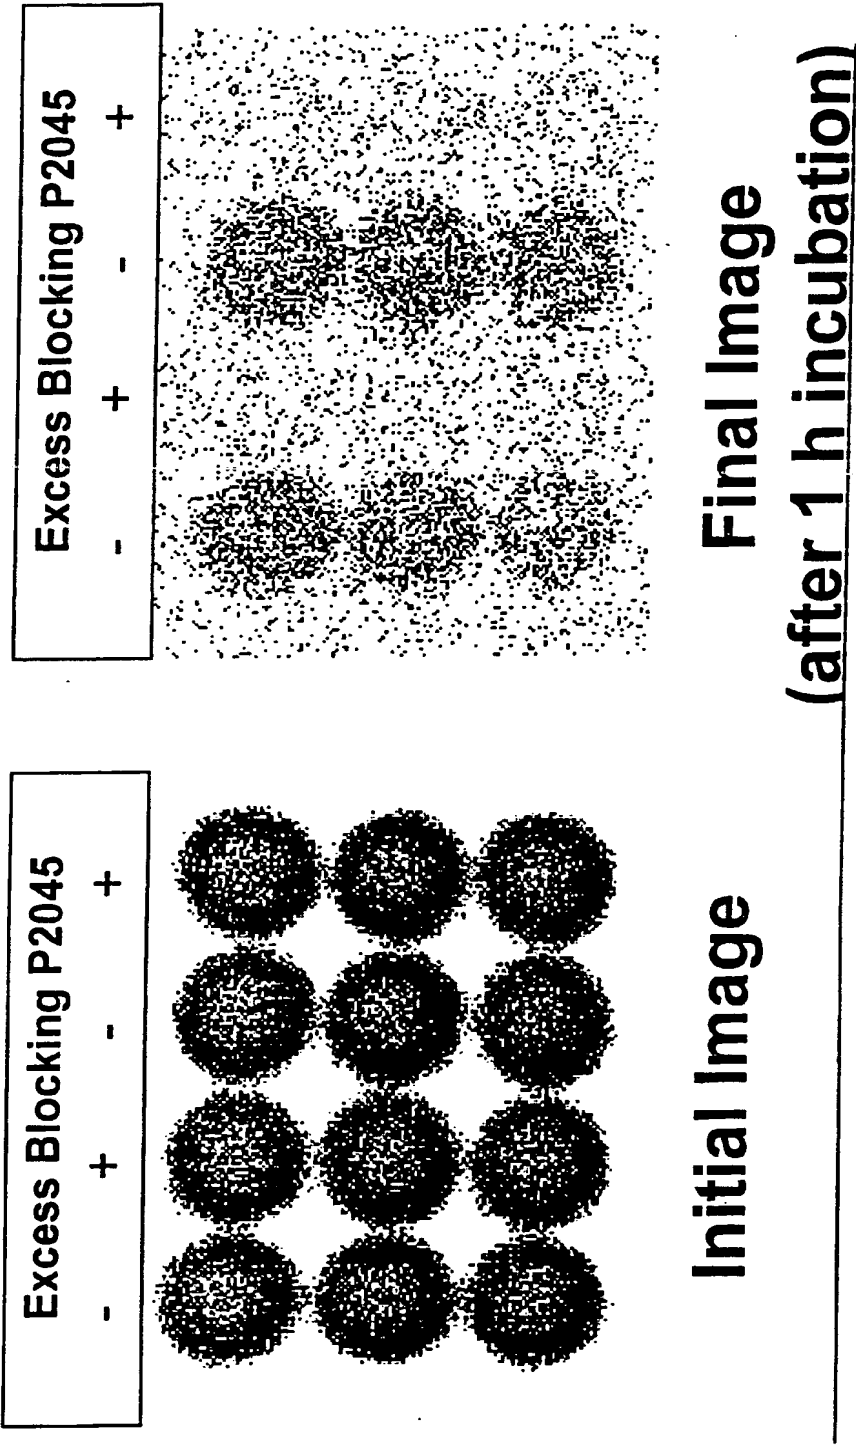 Excess Blocking P2045
- + - +
Initial Image
Excess Blocking P2045
- + - +
Final Image
(after 1 h incubation)